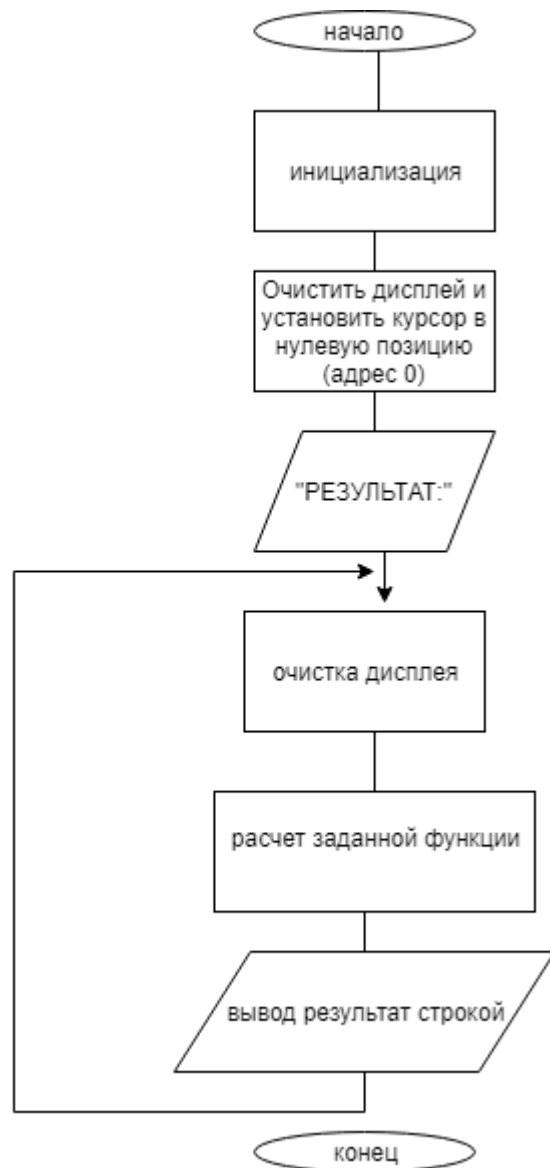 начало
инициализация
Очистить дисплей и
установить курсор в
нулевую позицию
(адрес 0)
"РЕЗУЛЬТАТ:"
очистка дисплея
расчет заданной функции
вывод результат строкой
конец